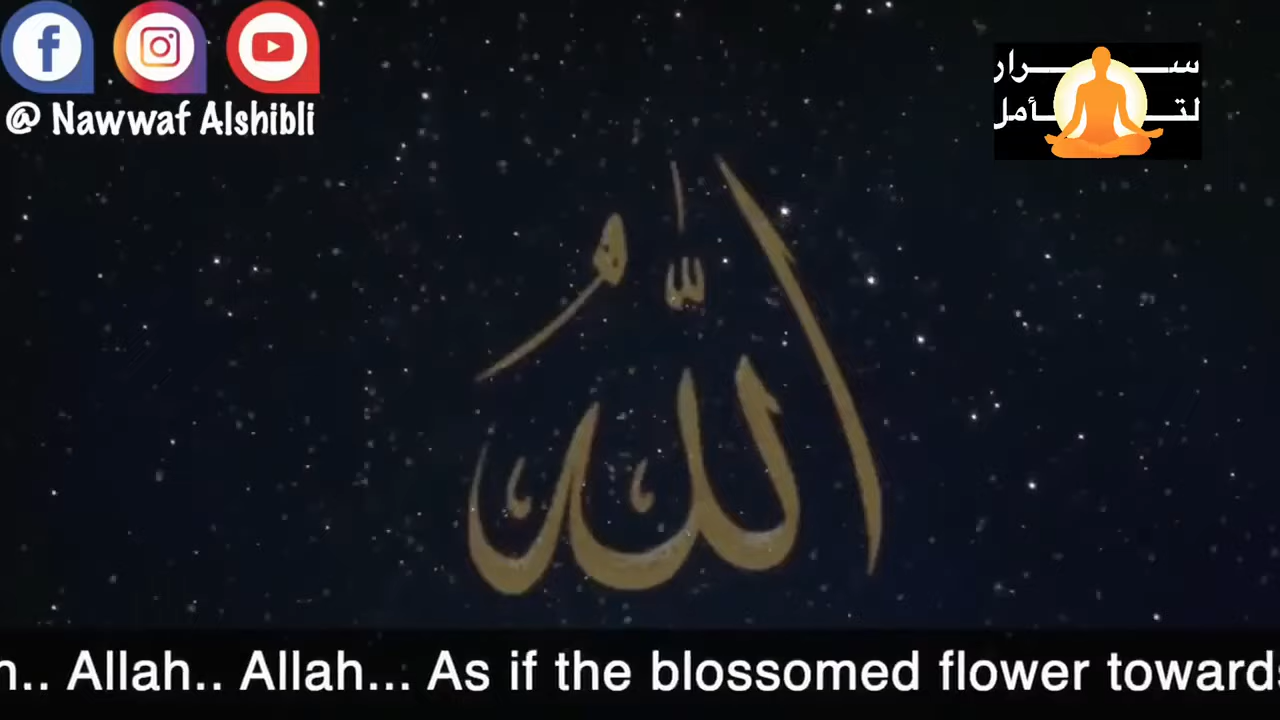 @ Nawwaf Alshibli
الله
.. Allah.. Allah... As if the blossomed flower towards